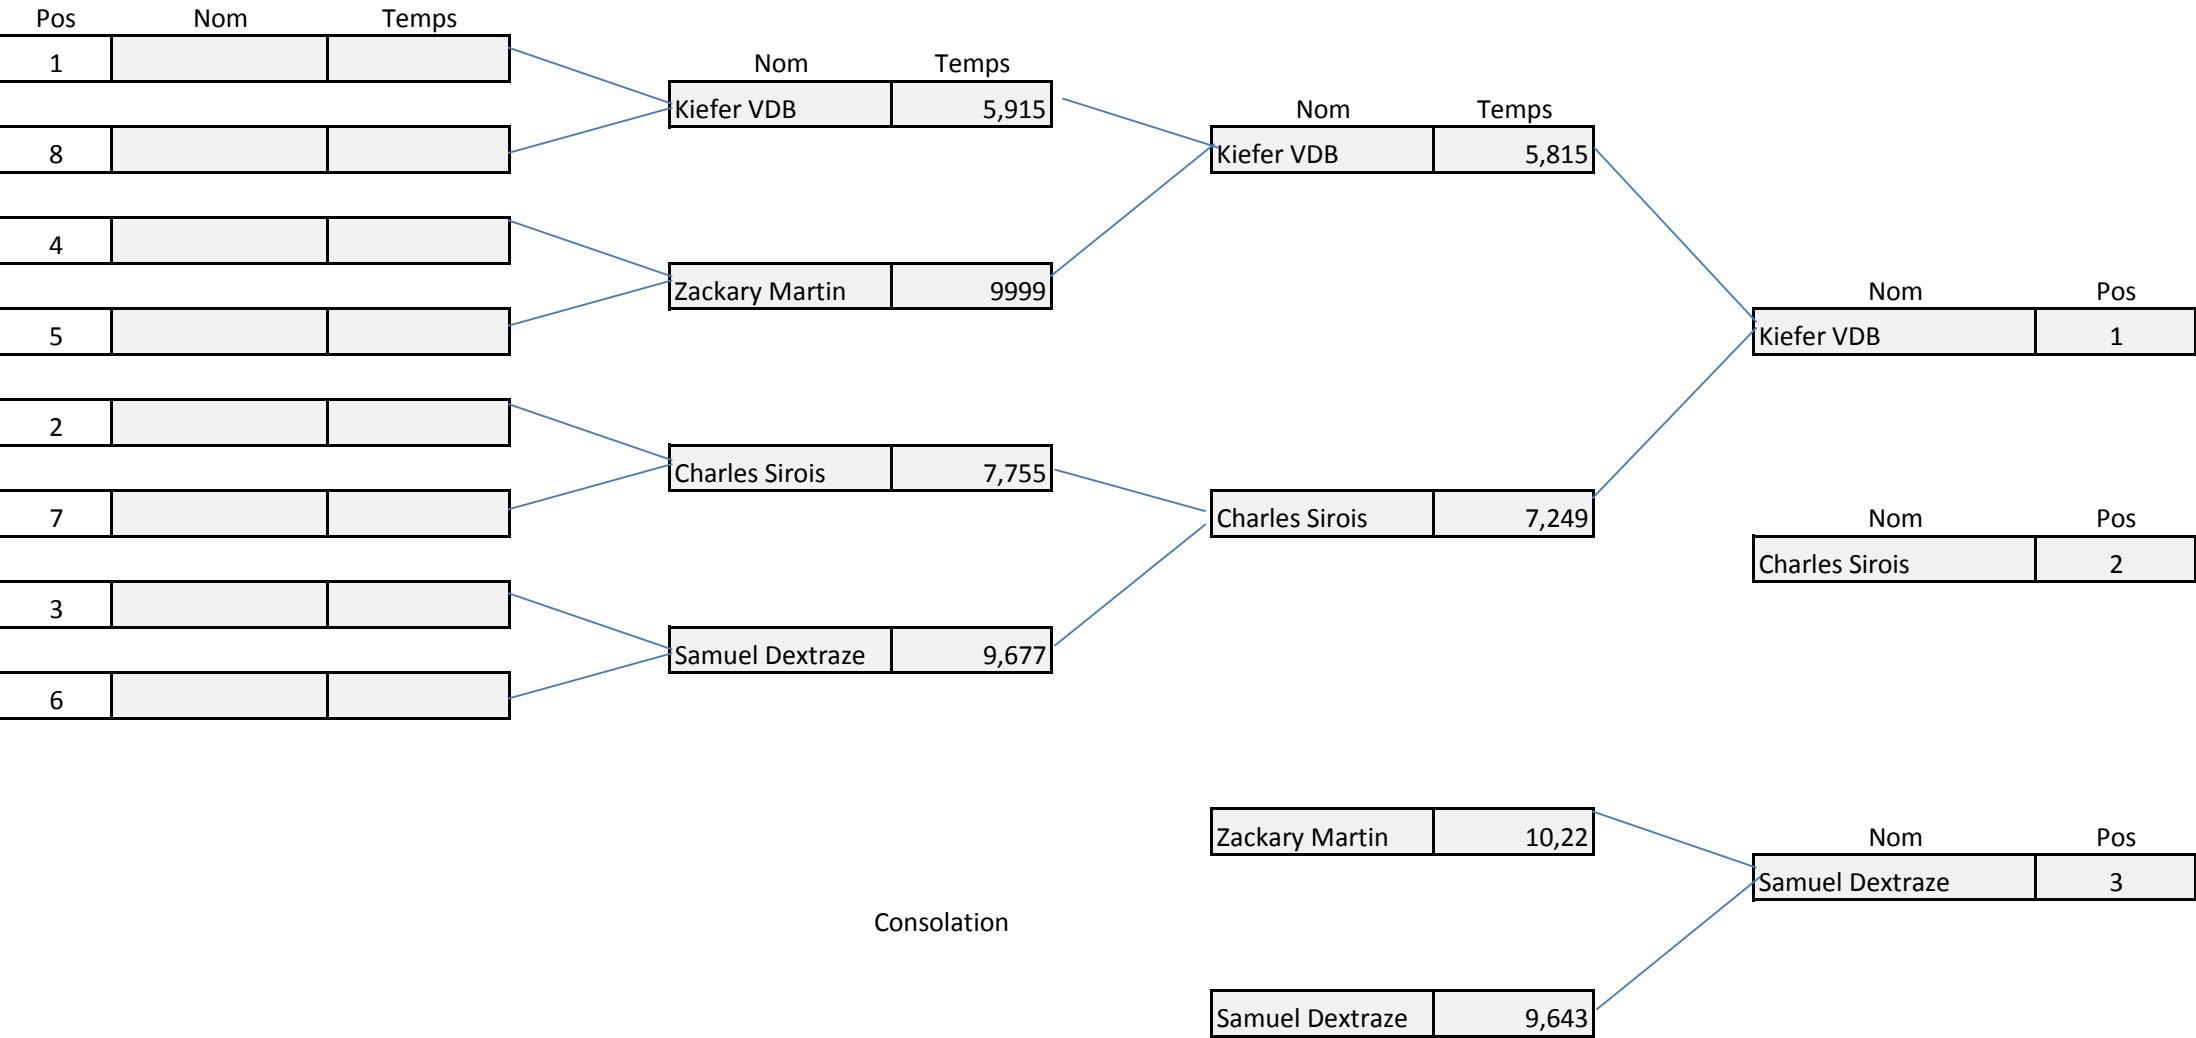 Pos Nom Temps
1
Nom Temps
Kiefer VDB 5,915
Nom Temps
8
Kiefer VDB 5,815
4
Zackary Martin 9999
Nom Pos
5
Kiefer VDB 1
2
Charles Sirois 7,755
7
Charles Sirois 7,249
Nom Pos
Charles Sirois 2
3
Samuel Dextraze 9,677
6
Zackary Martin 10,22
Nom Pos
Samuel Dextraze 3
Consolation
Samuel Dextraze 9,643